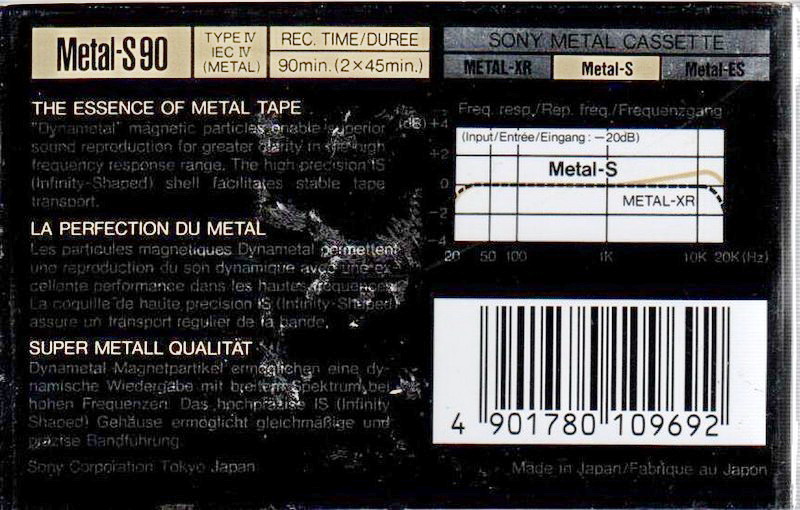 Metal-S 90
TYPE IV
IEC IV
(METAL)
REC. TIME/DURÉE
90min.(2×45min.)
SONY METAL CASSETTE
METAL-XR
Metal-S
Metal-ES
THE ESSENCE OF METAL TAPE
"Dynametal" magnetic particles enable superior
sound reproduction for greater clarity in the high
frequency response range. The high precision IS
(Infinity-Shaped) shell facilitates stable tape
transport.
LA PERFECTION DU METAL
Les particules magnetiques Dynametal permettent
une reproduction du son dynamique avec une ex-
cellente performance dans les hautes fréquences.
La coquille de haute precision IS (Infinity-Shaped)
assure un transport régulier de la bande.
SUPER METALL QUALITÄT
Dynametal-Magnetpartikel ermöglichen eine dy-
namische Wiedergabe mit breitem Spektrum bei
hohen Frequenzen. Das hochpräzise IS (Infinity
Shaped) Gehäuse ermöglicht gleichmäßige und
präzise Bandführung.
Sony Corporation Tokyo Japan
Freq. resp./Rép. fréq./Frequenzgang
(dB) +4
(Input/Entrée/Eingang: −20dB)
+2
Metal-S
0
METAL-XR
−2
−4
20 50 100 1K 10K 20K (Hz)
4 901780 109692
Made in Japan/Fabriqué au Japon